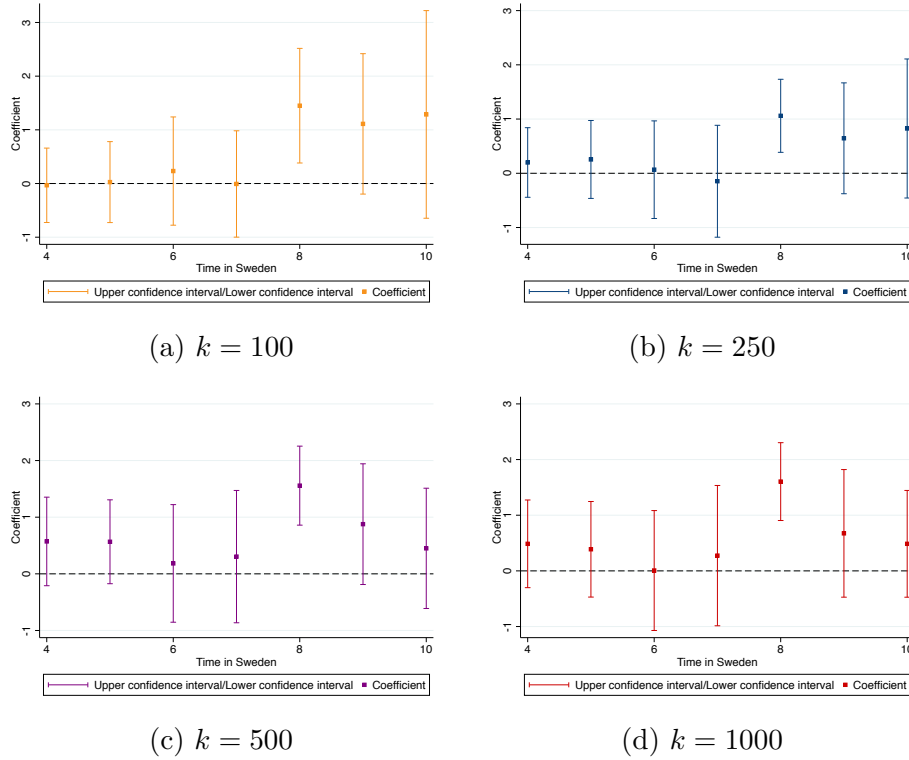 3
2
1
0
-1
Coefficient
4
6
8
10
Time in Sweden
Upper confidence interval/Lower confidence interval
Coefficient
(a) k = 100
3
2
1
0
-1
Coefficient
4
6
8
10
Time in Sweden
Upper confidence interval/Lower confidence interval
Coefficient
(b) k = 250
3
2
1
0
-1
Coefficient
4
6
8
10
Time in Sweden
Upper confidence interval/Lower confidence interval
Coefficient
(c) k = 500
3
2
1
0
-1
Coefficient
4
6
8
10
Time in Sweden
Upper confidence interval/Lower confidence interval
Coefficient
(d) k = 1000